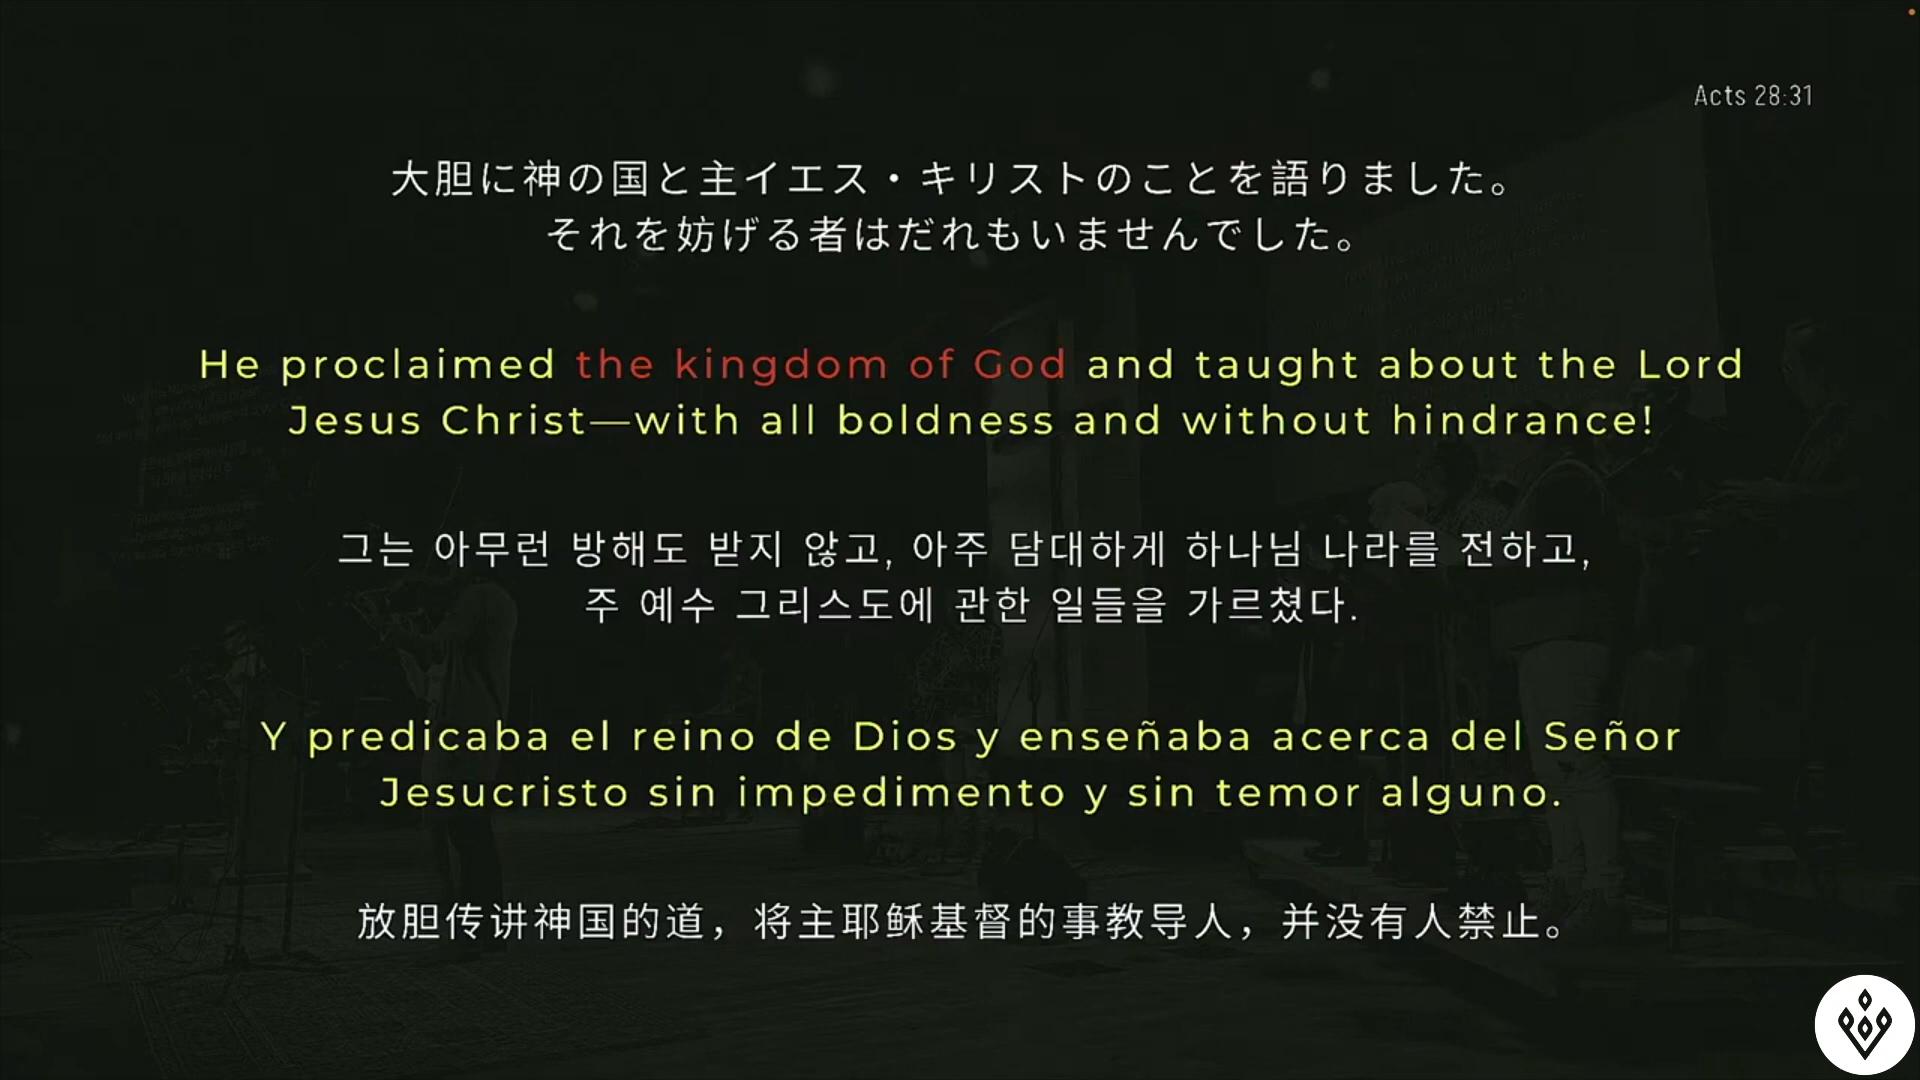 Acts 28:31
大胆に神の国と主イエス・キリストのことを語りました。
それを妨げる者はだれもいませんでした。
He proclaimed the kingdom of God and taught about the Lord
Jesus Christ—with all boldness and without hindrance!
그는 아무런 방해도 받지 않고, 아주 담대하게 하나님 나라를 전하고,
주 예수 그리스도에 관한 일들을 가르쳤다.
Y predicaba el reino de Dios y enseñaba acerca del Señor
Jesucristo sin impedimento y sin temor alguno.
放胆传讲神国的道，将主耶稣基督的事教导人，并没有人禁止。